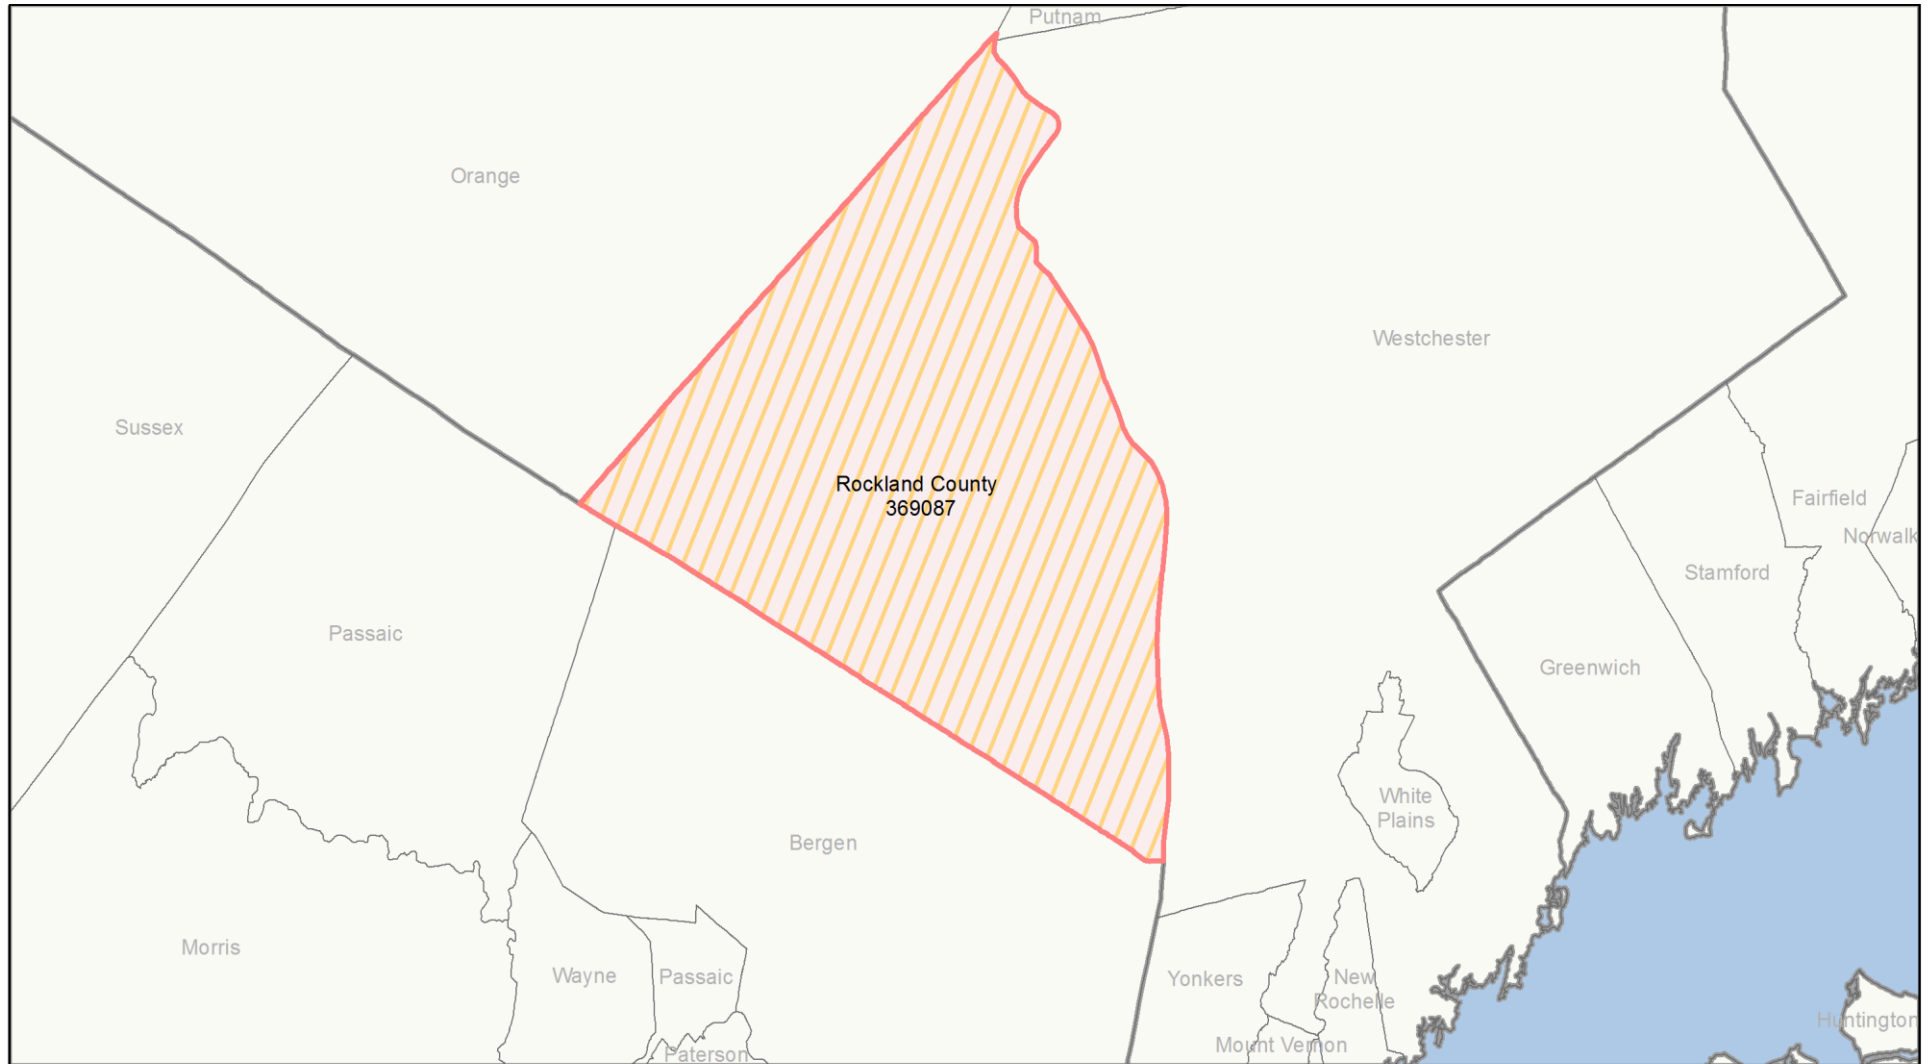 Putnam
Orange
Westchester
Sussex
Rockland County
369087
Fairfield
Norwalk
Stamford
Passaic
Greenwich
White
Plains
Bergen
Morris
Wayne
Passaic
Yonkers
New
Rochelle
Huntington
Mount Vernon
Paterson